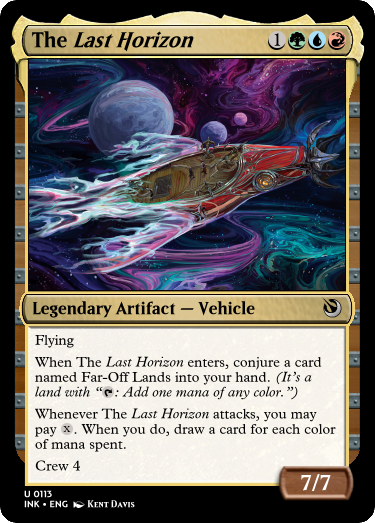 The Last Horizon 1
Legendary Artifact — Vehicle
Flying
When The Last Horizon enters, conjure a card
named Far-Off Lands into your hand. (It's a
land with “: Add one mana of any color.”)
Whenever The Last Horizon attacks, you may
pay X. When you do, draw a card for each color
of mana spent.
Crew 4
7/7
U 0113
INK • ENG Kent Davis